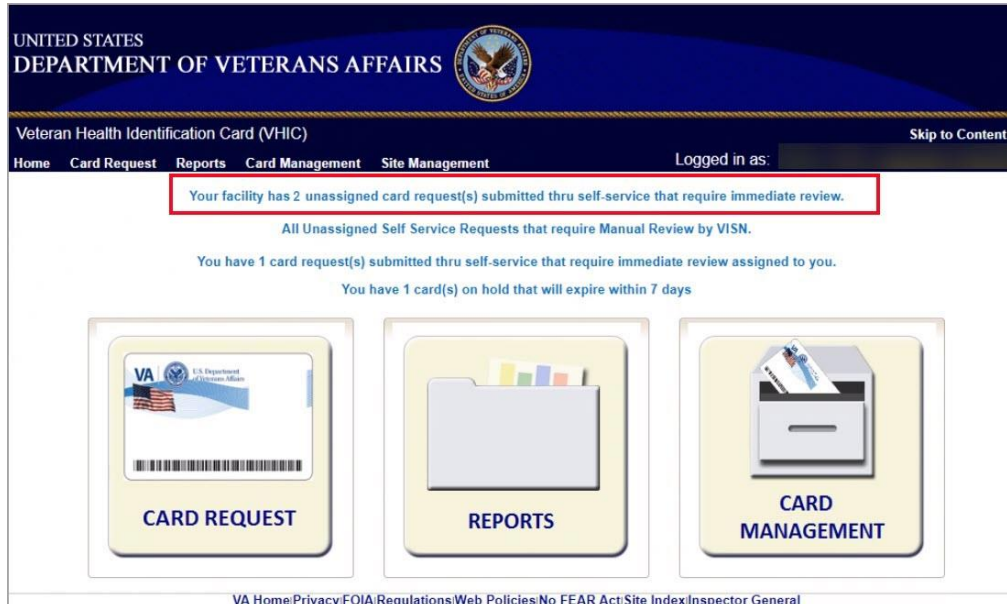 UNITED STATES
DEPARTMENT OF VETERANS AFFAIRS
Veteran Health Identification Card (VHIC)
Skip to Content
Home Card Request Reports Card Management Site Management Logged in as:
Your facility has 2 unassigned card request(s) submitted thru self-service that require immediate review.
All Unassigned Self Service Requests that require Manual Review by VISN.
You have 1 card request(s) submitted thru self-service that require immediate review assigned to you.
You have 1 card(s) on hold that will expire within 7 days
VA U.S. Department
of Veterans Affairs
VA
CARD REQUEST
REPORTS
CARD
MANAGEMENT
VA Home|Privacy|FOIA|Regulations|Web Policies|No FEAR Act|Site Index|Inspector General